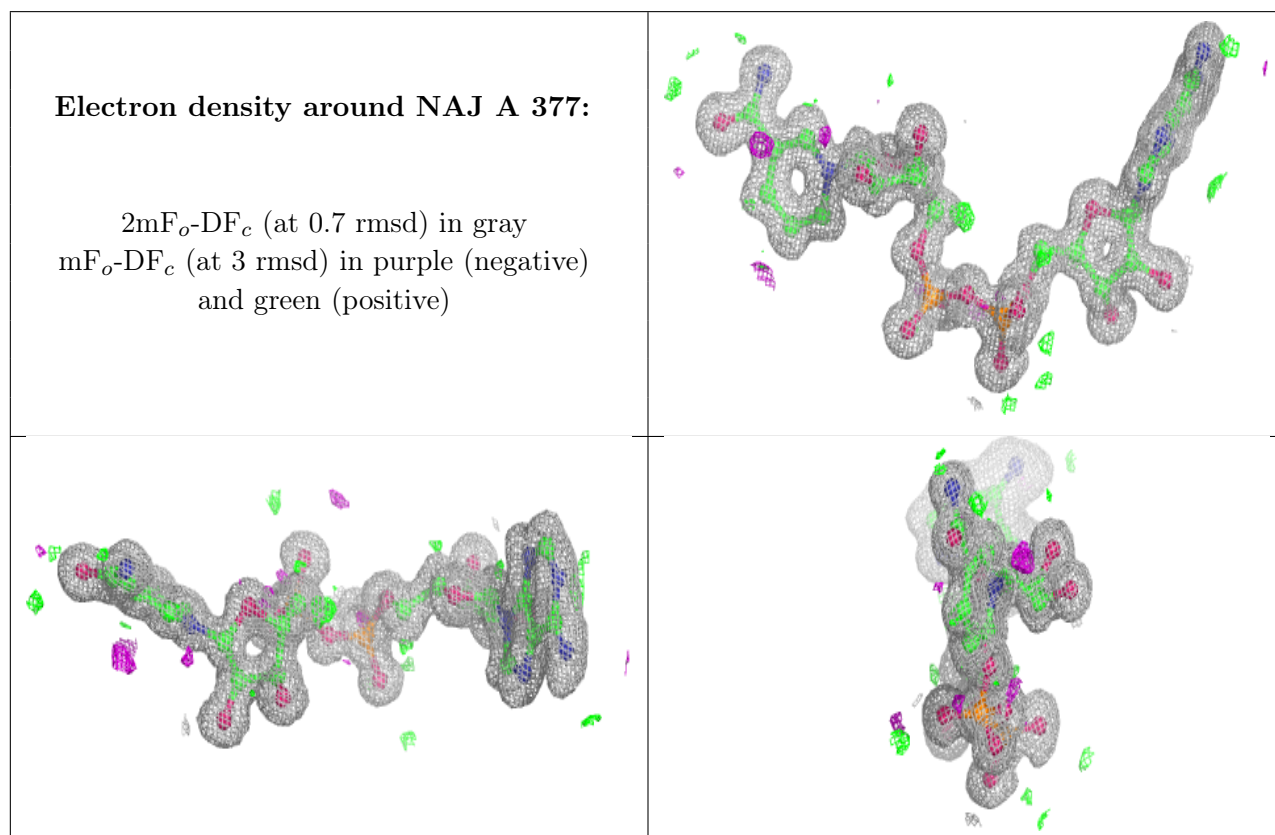 Electron density around NAJ A 377:
2mFo-DFc (at 0.7 rmsd) in gray
mFo-DFc (at 3 rmsd) in purple (negative)
and green (positive)